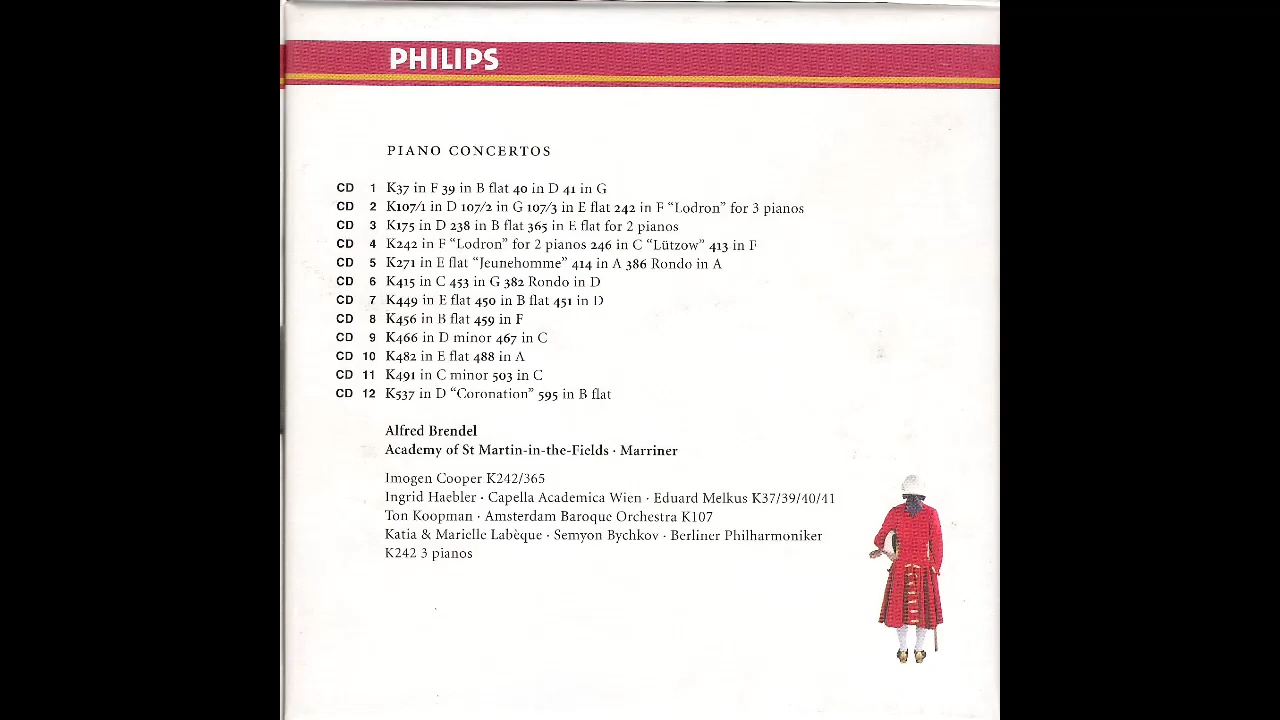 PHILIPS
PIANO CONCERTOS
CD 1 K37 in F 39 in B flat 40 in D 41 in G
CD 2 K107/1 in D 107/2 in G 107/3 in E flat 242 in F “Lodron” for 3 pianos
CD 3 K175 in D 238 in B flat 365 in E flat for 2 pianos
CD 4 K242 in F “Lodron” for 2 pianos 246 in C “Lützow” 413 in F
CD 5 K271 in E flat “Jeunehomme” 414 in A 386 Rondo in A
CD 6 K415 in C 453 in G 382 Rondo in D
CD 7 K449 in E flat 450 in B flat 451 in D
CD 8 K456 in B flat 459 in F
CD 9 K466 in D minor 467 in C
CD 10 K482 in E flat 488 in A
CD 11 K491 in C minor 503 in C
CD 12 K537 in D “Coronation” 595 in B flat
Alfred Brendel
Academy of St Martin-in-the-Fields · Marriner
Imogen Cooper K242/365
Ingrid Haebler · Capella Academica Wien · Eduard Melkus K37/39/40/41
Ton Koopman · Amsterdam Baroque Orchestra K107
Katia & Marielle Labèque · Semyon Bychkov · Berliner Philharmoniker
K242 3 pianos